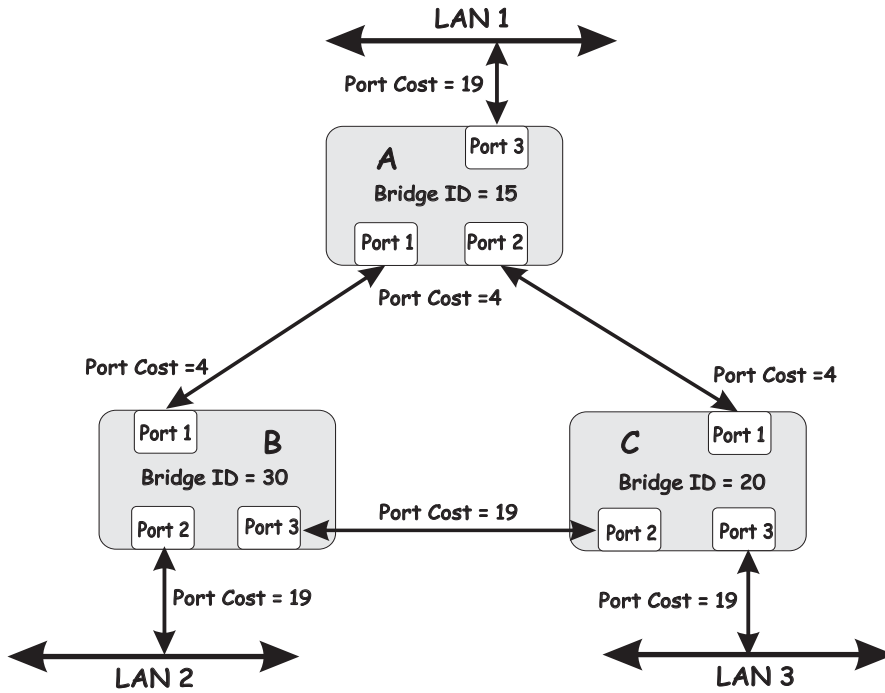 LAN 1
Port Cost = 19
Port 3
A
Bridge ID = 15
Port 1
Port 2
Port Cost =4
Port Cost =4
Port Cost =4
Port 1
B
Bridge ID = 30
Port 2
Port 3
Port Cost = 19
Port 1
C
Bridge ID = 20
Port 2
Port 3
Port Cost = 19
Port Cost = 19
LAN 2
LAN 3